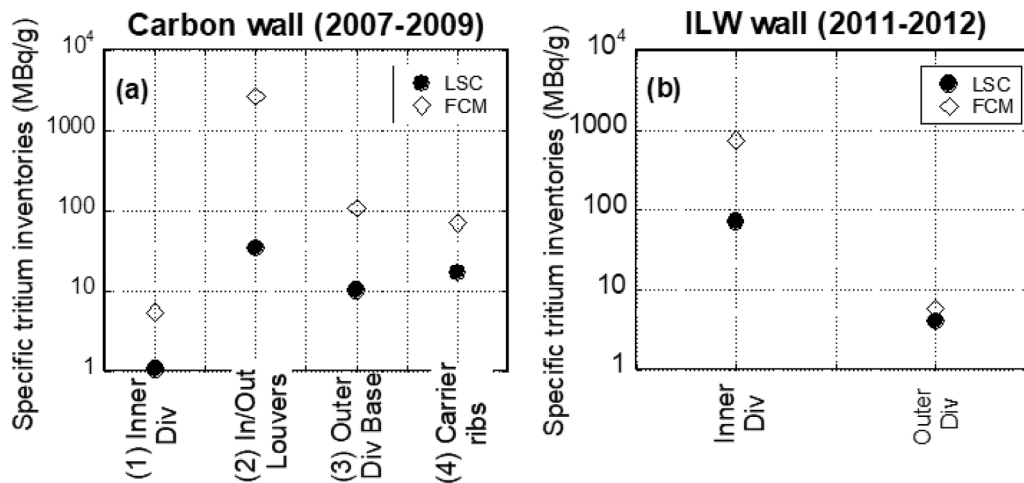 Carbon wall (2007-2009)
Specific tritium inventories (MBq/g)
10⁴
1000
100
10
1
(a)
LSC
FCM
(1) Inner
Div
(2) In/Out
Louvers
(3) Outer
Div Base
(4) Carrier
ribs
ILW wall (2011-2012)
Specific tritium inventories (MBq/g)
10⁴
1000
100
10
1
(b)
LSC
FCM
Inner
Div
Outer
Div